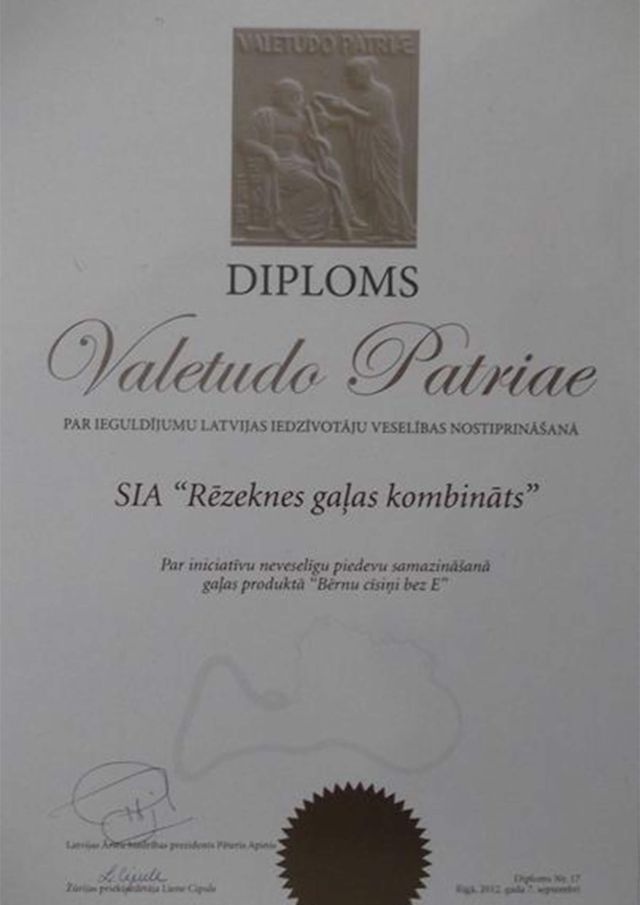 VALETUDO PATRIÆ
DIPLOMS
Valetudo Patriae
PAR IEGULDĪJUMU LATVIJAS IEDZĪVOTĀJU VESELĪBAS NOSTIPRINĀŠANĀ
SIA “Rēzeknes gaļas kombināts”
Par iniciatīvu neveselīgu piedevu samazināšanā
gaļas produktā “Bērnu cīsiņi bez E”
Latvijas Ārstu biedrības prezidents Pēteris Apinis
L. Cipule
Žūrijas priekšsēdētāja Liene Cipule
Diploms Nr. 17
Rīgā, 2012. gada 7. septembrī